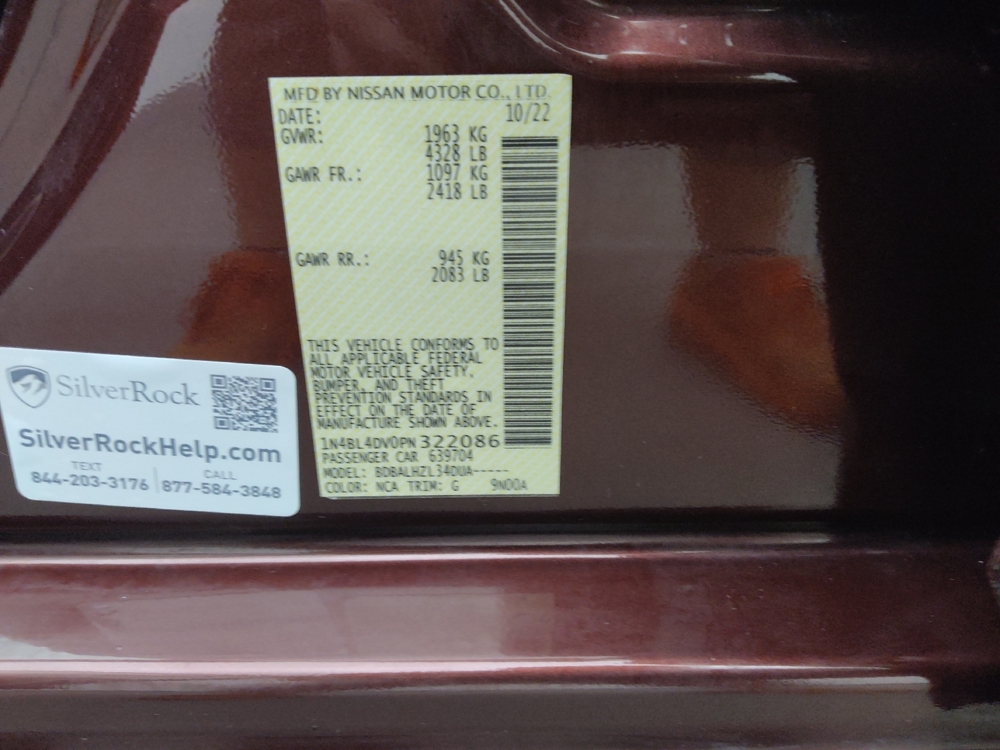 MFD BY NISSAN MOTOR CO., LTD.
DATE: 10/22
GVWR: 1963 KG
4328 LB
GAWR FR.: 1097 KG
2418 LB
GAWR RR.: 945 KG
2083 LB
THIS VEHICLE CONFORMS TO
ALL APPLICABLE FEDERAL
MOTOR VEHICLE SAFETY,
BUMPER, AND THEFT
PREVENTION STANDARDS IN
EFFECT ON THE DATE OF
MANUFACTURE SHOWN ABOVE.
1N4BL4DV0PN322086
PASSENGER CAR 639704
MODEL: BDBALHZL34DUA-----
COLOR: NCA TRIM: G 9N00A
SilverRock
SilverRockHelp.com
TEXT CALL
844-203-3176 877-584-3848